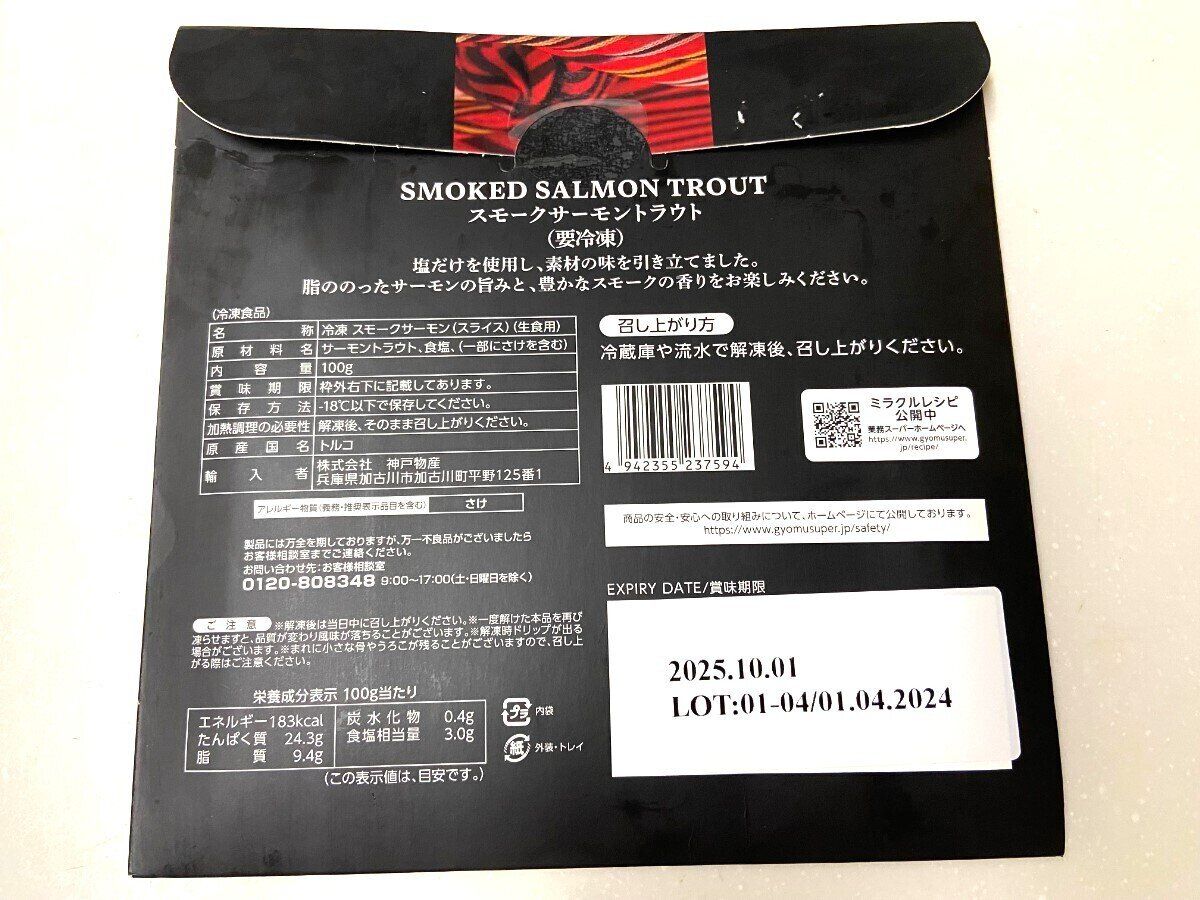 SMOKED SALMON TROUT
スモークサーモントラウト
(要冷凍)
塩だけを使用し、素材の味を引き立てました。
脂ののったサーモンの旨みと、豊かなスモークの香りをお楽しみください。
(冷凍食品)
名称 冷凍 スモークサーモン(スライス)(生食用)
原材料名 サーモントラウト、食塩、(一部にさけを含む)
内容量 100g
賞味期限 枠外右下に記載してあります。
保存方法 -18℃以下で保存してください。
加熱調理の必要性 解凍後、そのまま召し上がりください。
原産国名 トルコ
輸入者 株式会社 神戸物産
兵庫県加古川市加古川町平野125番1
アレルギー物質(義務・推奨表示品目を含む) さけ
製品には万全を期しておりますが、万一不良品がございましたら
お客様相談室までご連絡ください。
お問い合わせ先:お客様相談室
0120-808348 9:00~17:00(土・日曜日を除く)
ご注意 ※解凍後は当日中に召し上がりください。※一度解けた本品を再び
凍らせますと、品質が変わり風味が落ちることがございます。※解凍時ドリップが出る
場合がございます。※まれに小さな骨やうろこが残ることがございますので、召し上
がる際はご注意ください。
栄養成分表示 100g当たり
エネルギー183kcal
たんぱく質 24.3g
脂質 9.4g
炭水化物 0.4g
食塩相当量 3.0g
(この表示値は、目安です。)
プラ 内袋
紙 外装・トレイ
召し上がり方
冷蔵庫や流水で解凍後、召し上がりください。
4 942355 237594
ミラクルレシピ
公開中
業務スーパーホームページへ
https://www.gyomusuper.
jp/recipe/
商品の安全・安心への取り組みについて、ホームページにて公開しております。
https://www.gyomusuper.jp/safety/
EXPIRY DATE/賞味期限
2025.10.01
LOT:01-04/01.04.2024